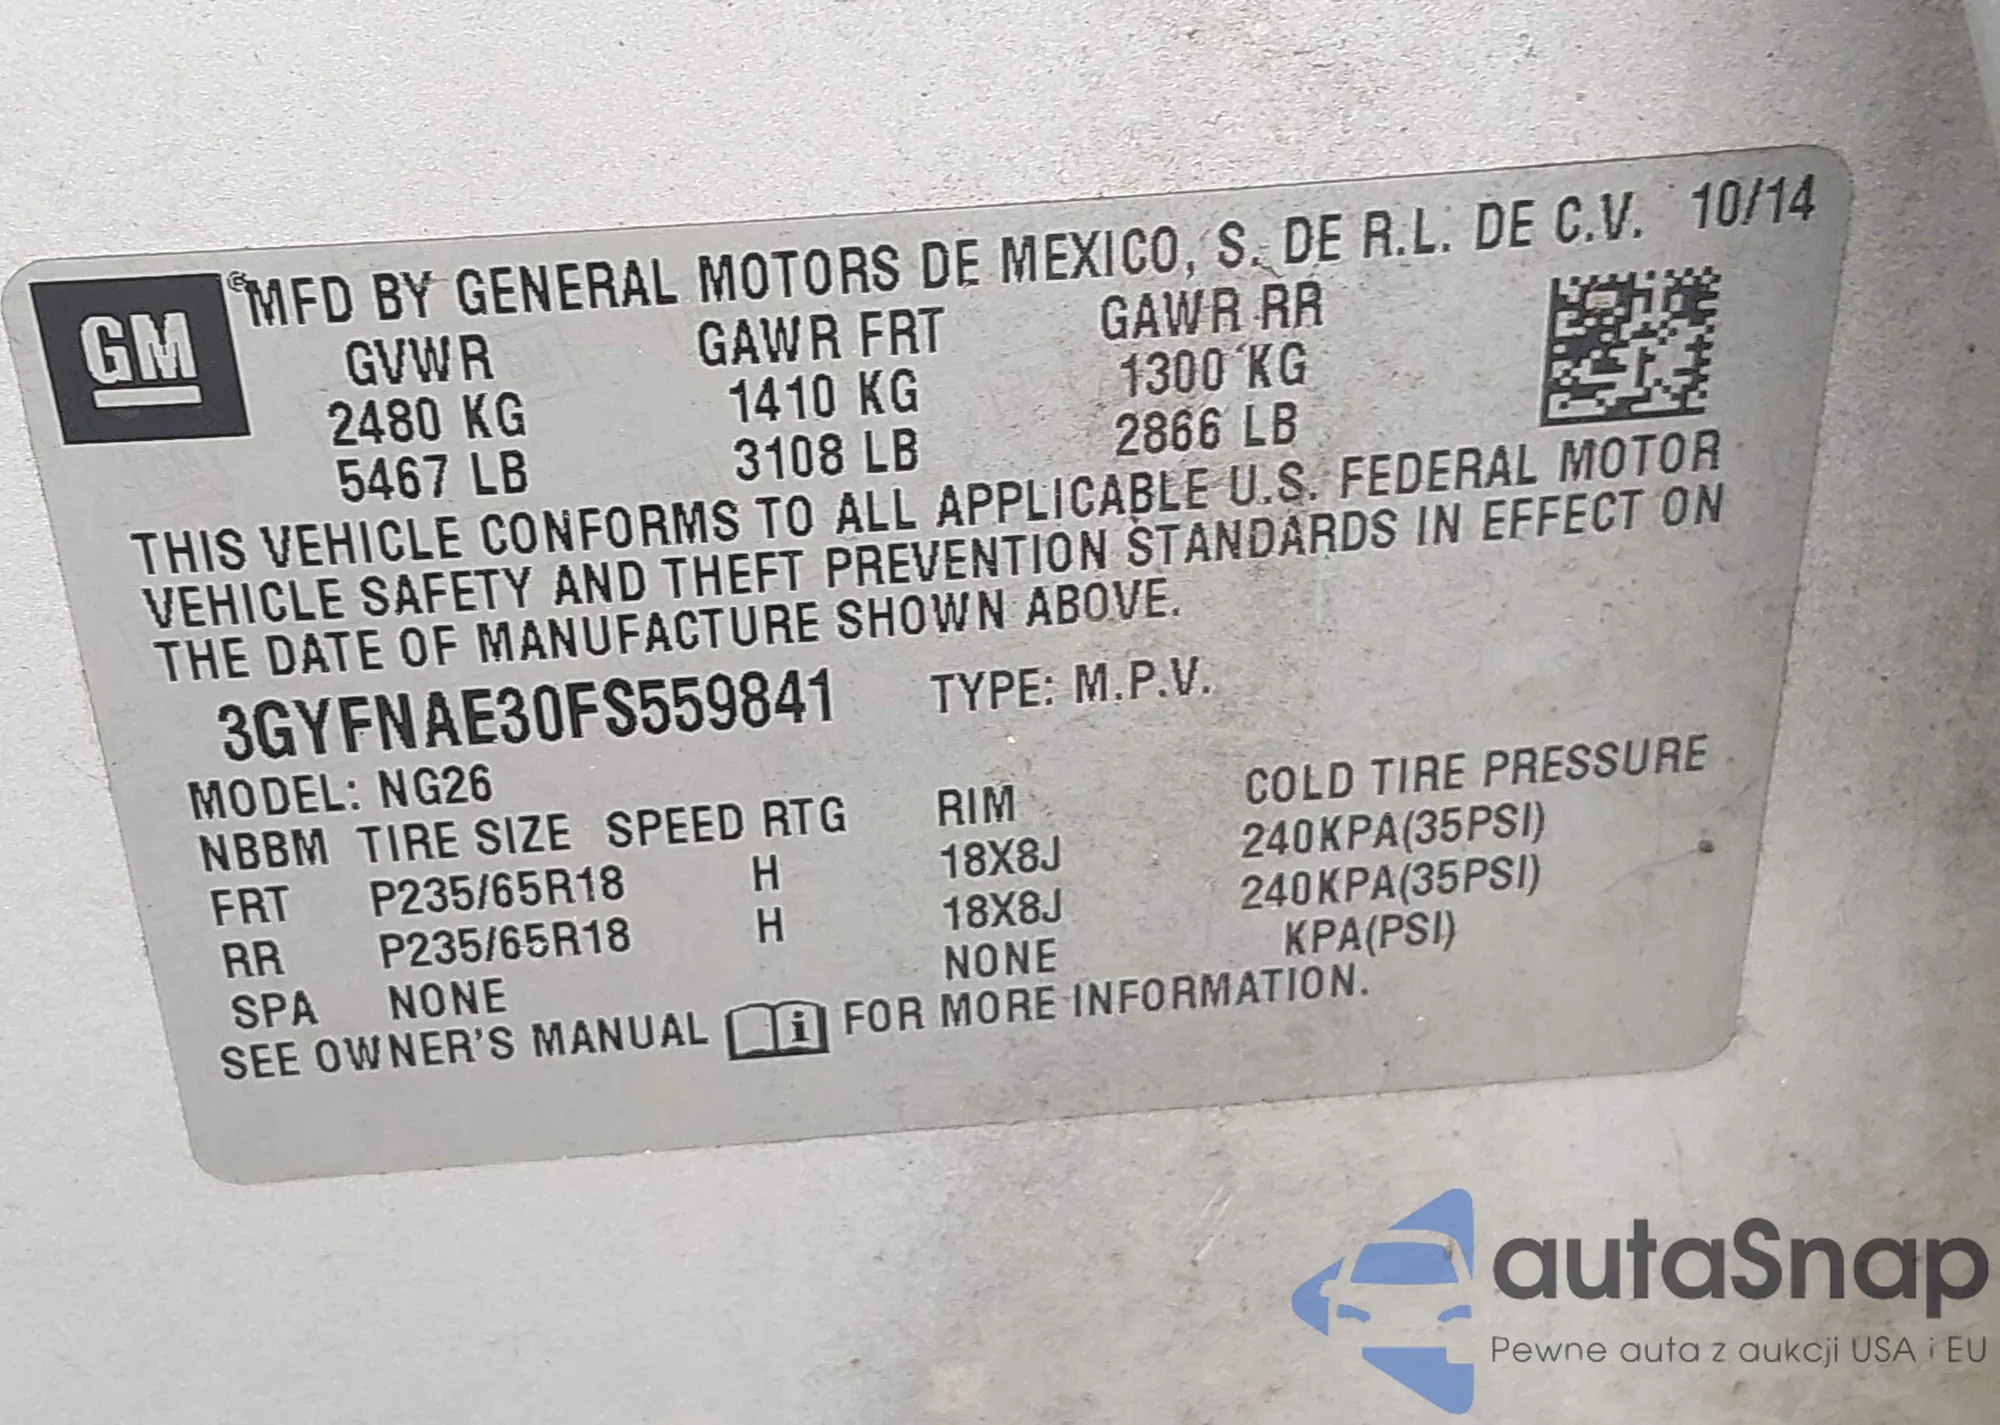 GM
® MFD BY GENERAL MOTORS DE MEXICO, S. DE R.L. DE C.V. 10/14
GVWR GAWR FRT GAWR RR
2480 KG 1410 KG 1300 KG
5467 LB 3108 LB 2866 LB
THIS VEHICLE CONFORMS TO ALL APPLICABLE U.S. FEDERAL MOTOR
VEHICLE SAFETY AND THEFT PREVENTION STANDARDS IN EFFECT ON
THE DATE OF MANUFACTURE SHOWN ABOVE.
3GYFNAE30FS559841 TYPE: M.P.V.
MODEL: NG26
NBBM TIRE SIZE SPEED RTG RIM COLD TIRE PRESSURE
FRT P235/65R18 H 18X8J 240KPA(35PSI)
RR P235/65R18 H 18X8J 240KPA(35PSI)
SPA NONE NONE KPA(PSI)
SEE OWNER'S MANUAL i FOR MORE INFORMATION.
autaSnap
Pewne auta z aukcji USA i EU